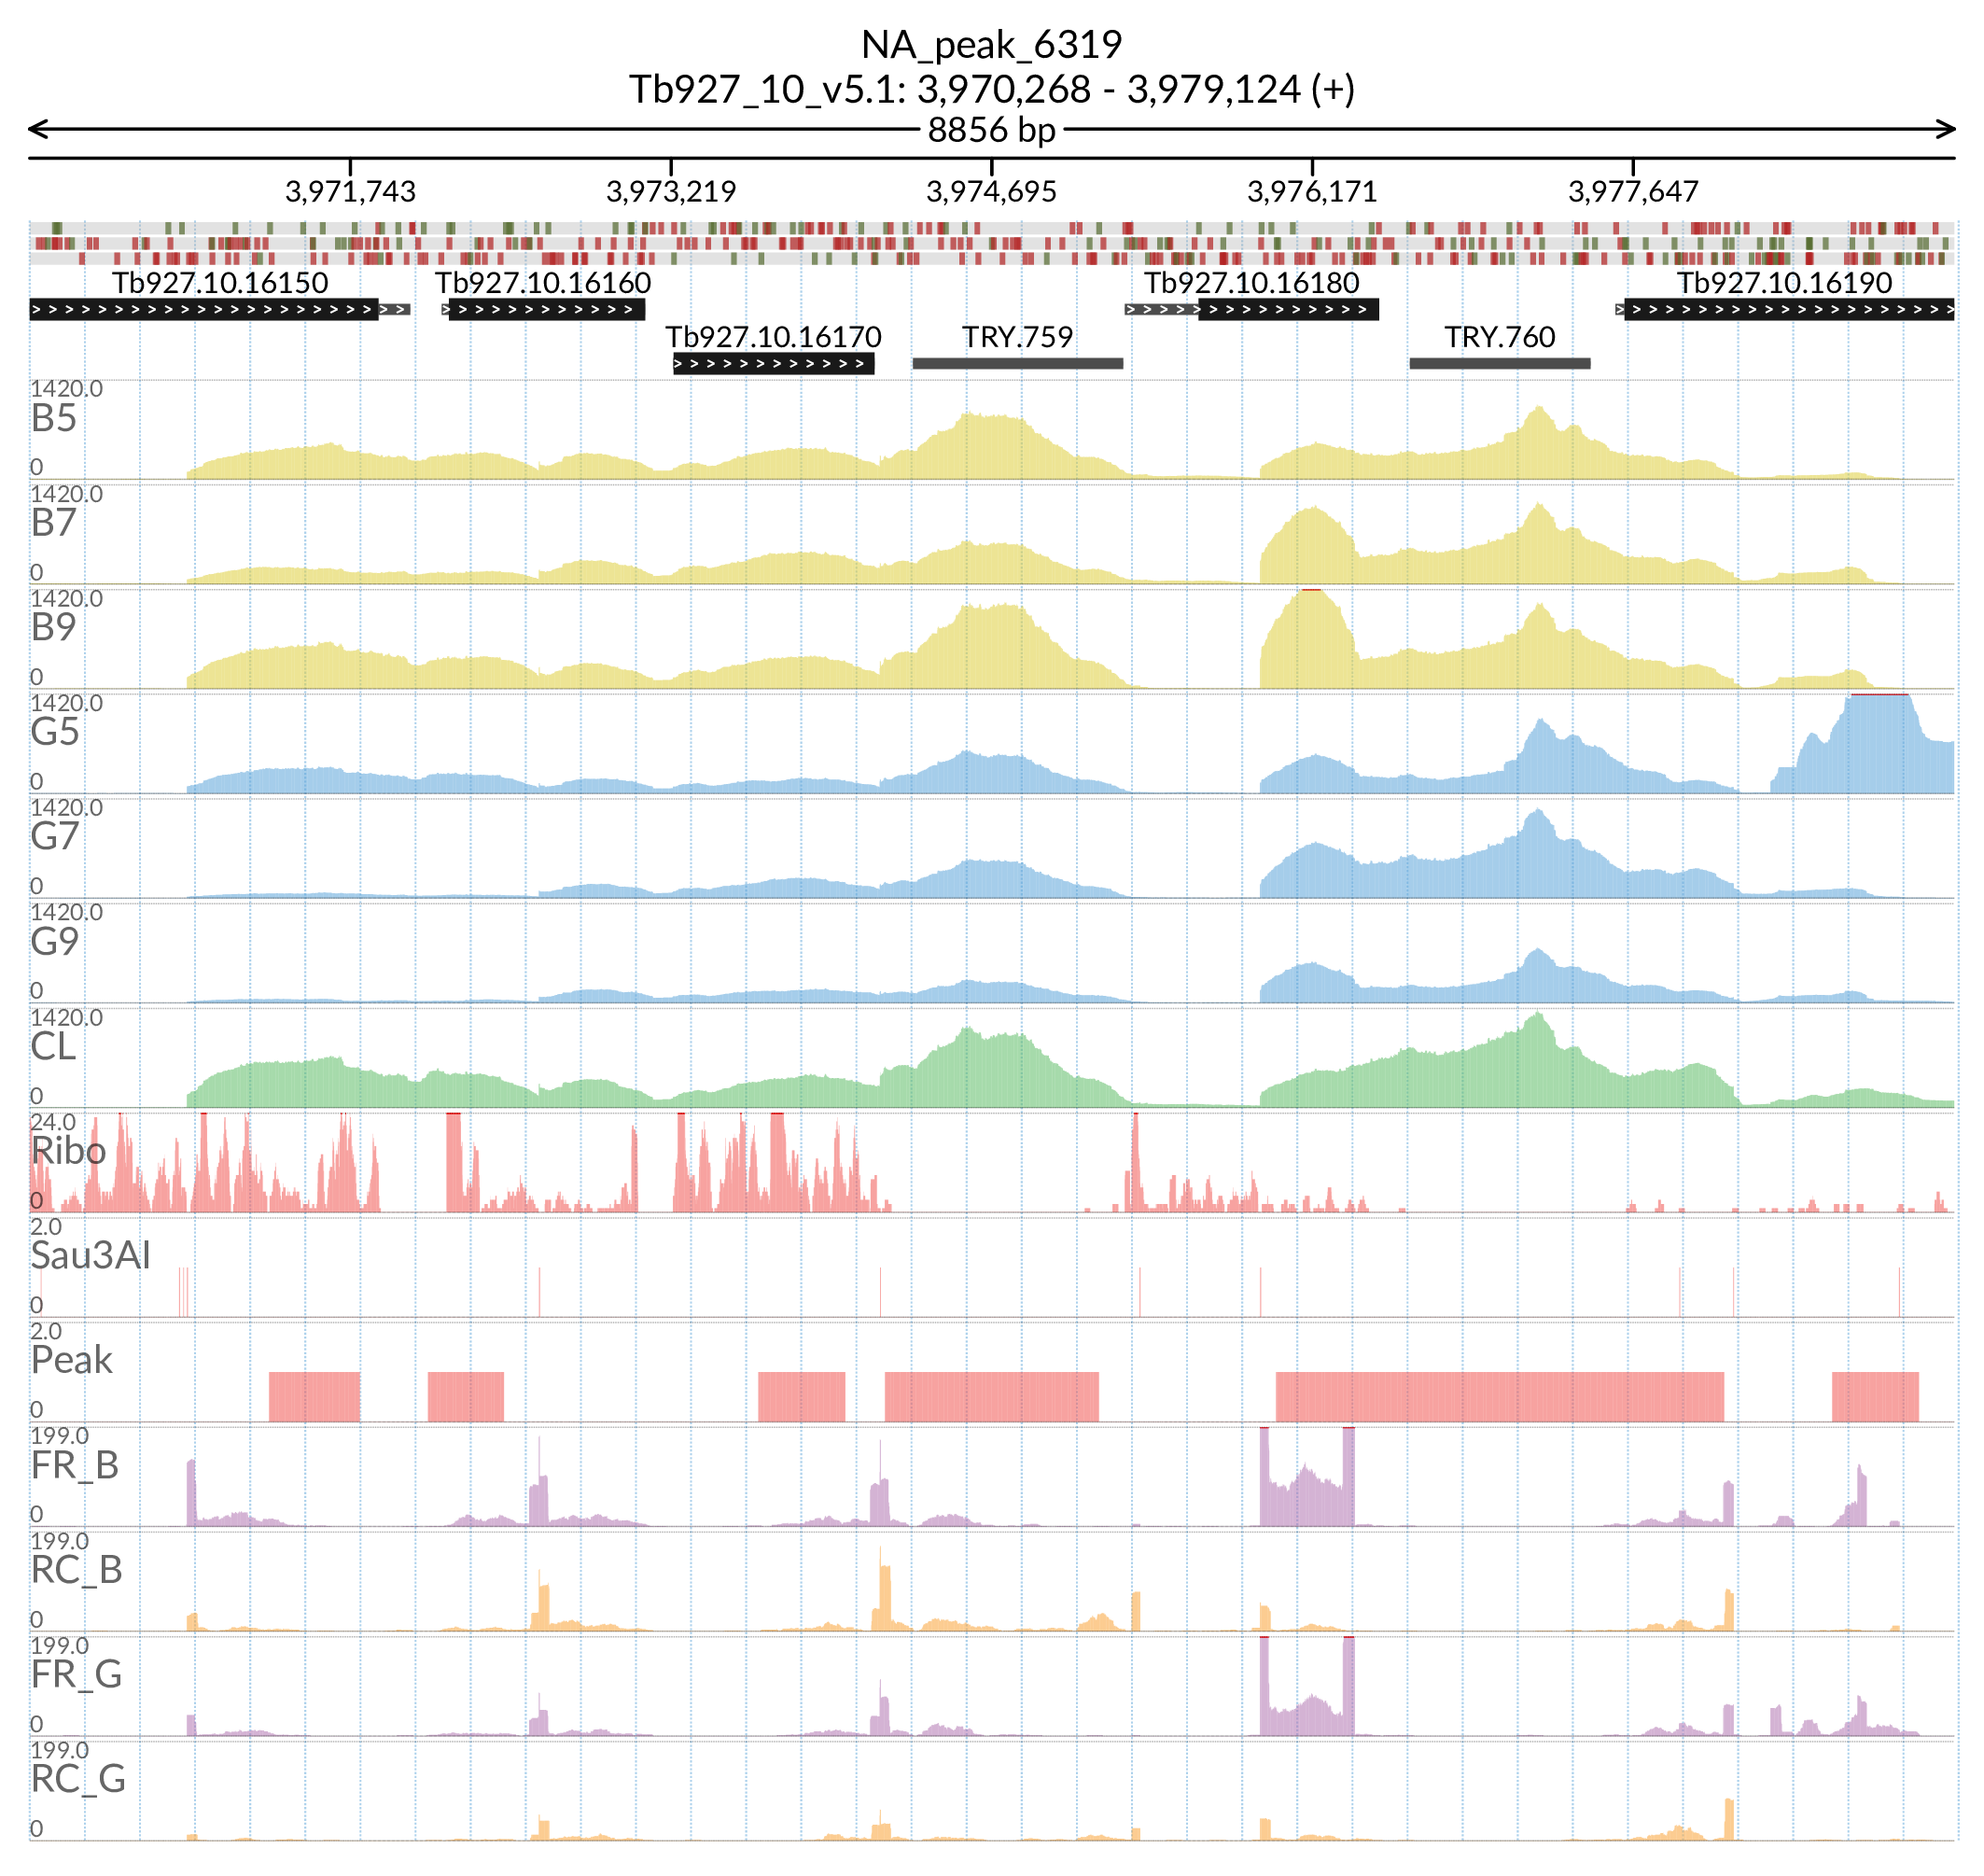 NA_peak_6319
Tb927_10_v5.1: 3,970,268 - 3,979,124 (+)
8856 bp
3,971,743 3,973,219 3,974,695 3,976,171 3,977,647
Tb927.10.16150 Tb927.10.16160 Tb927.10.16180 Tb927.10.16190
Tb927.10.16170 TRY.759 TRY.760
1420.0
B5
0
1420.0
B7
0
1420.0
B9
0
1420.0
G5
0
1420.0
G7
0
1420.0
G9
0
1420.0
CL
0
24.0
Ribo
0
2.0
Sau3AI
0
2.0
Peak
0
199.0
FR_B
0
199.0
RC_B
0
199.0
FR_G
0
199.0
RC_G
0